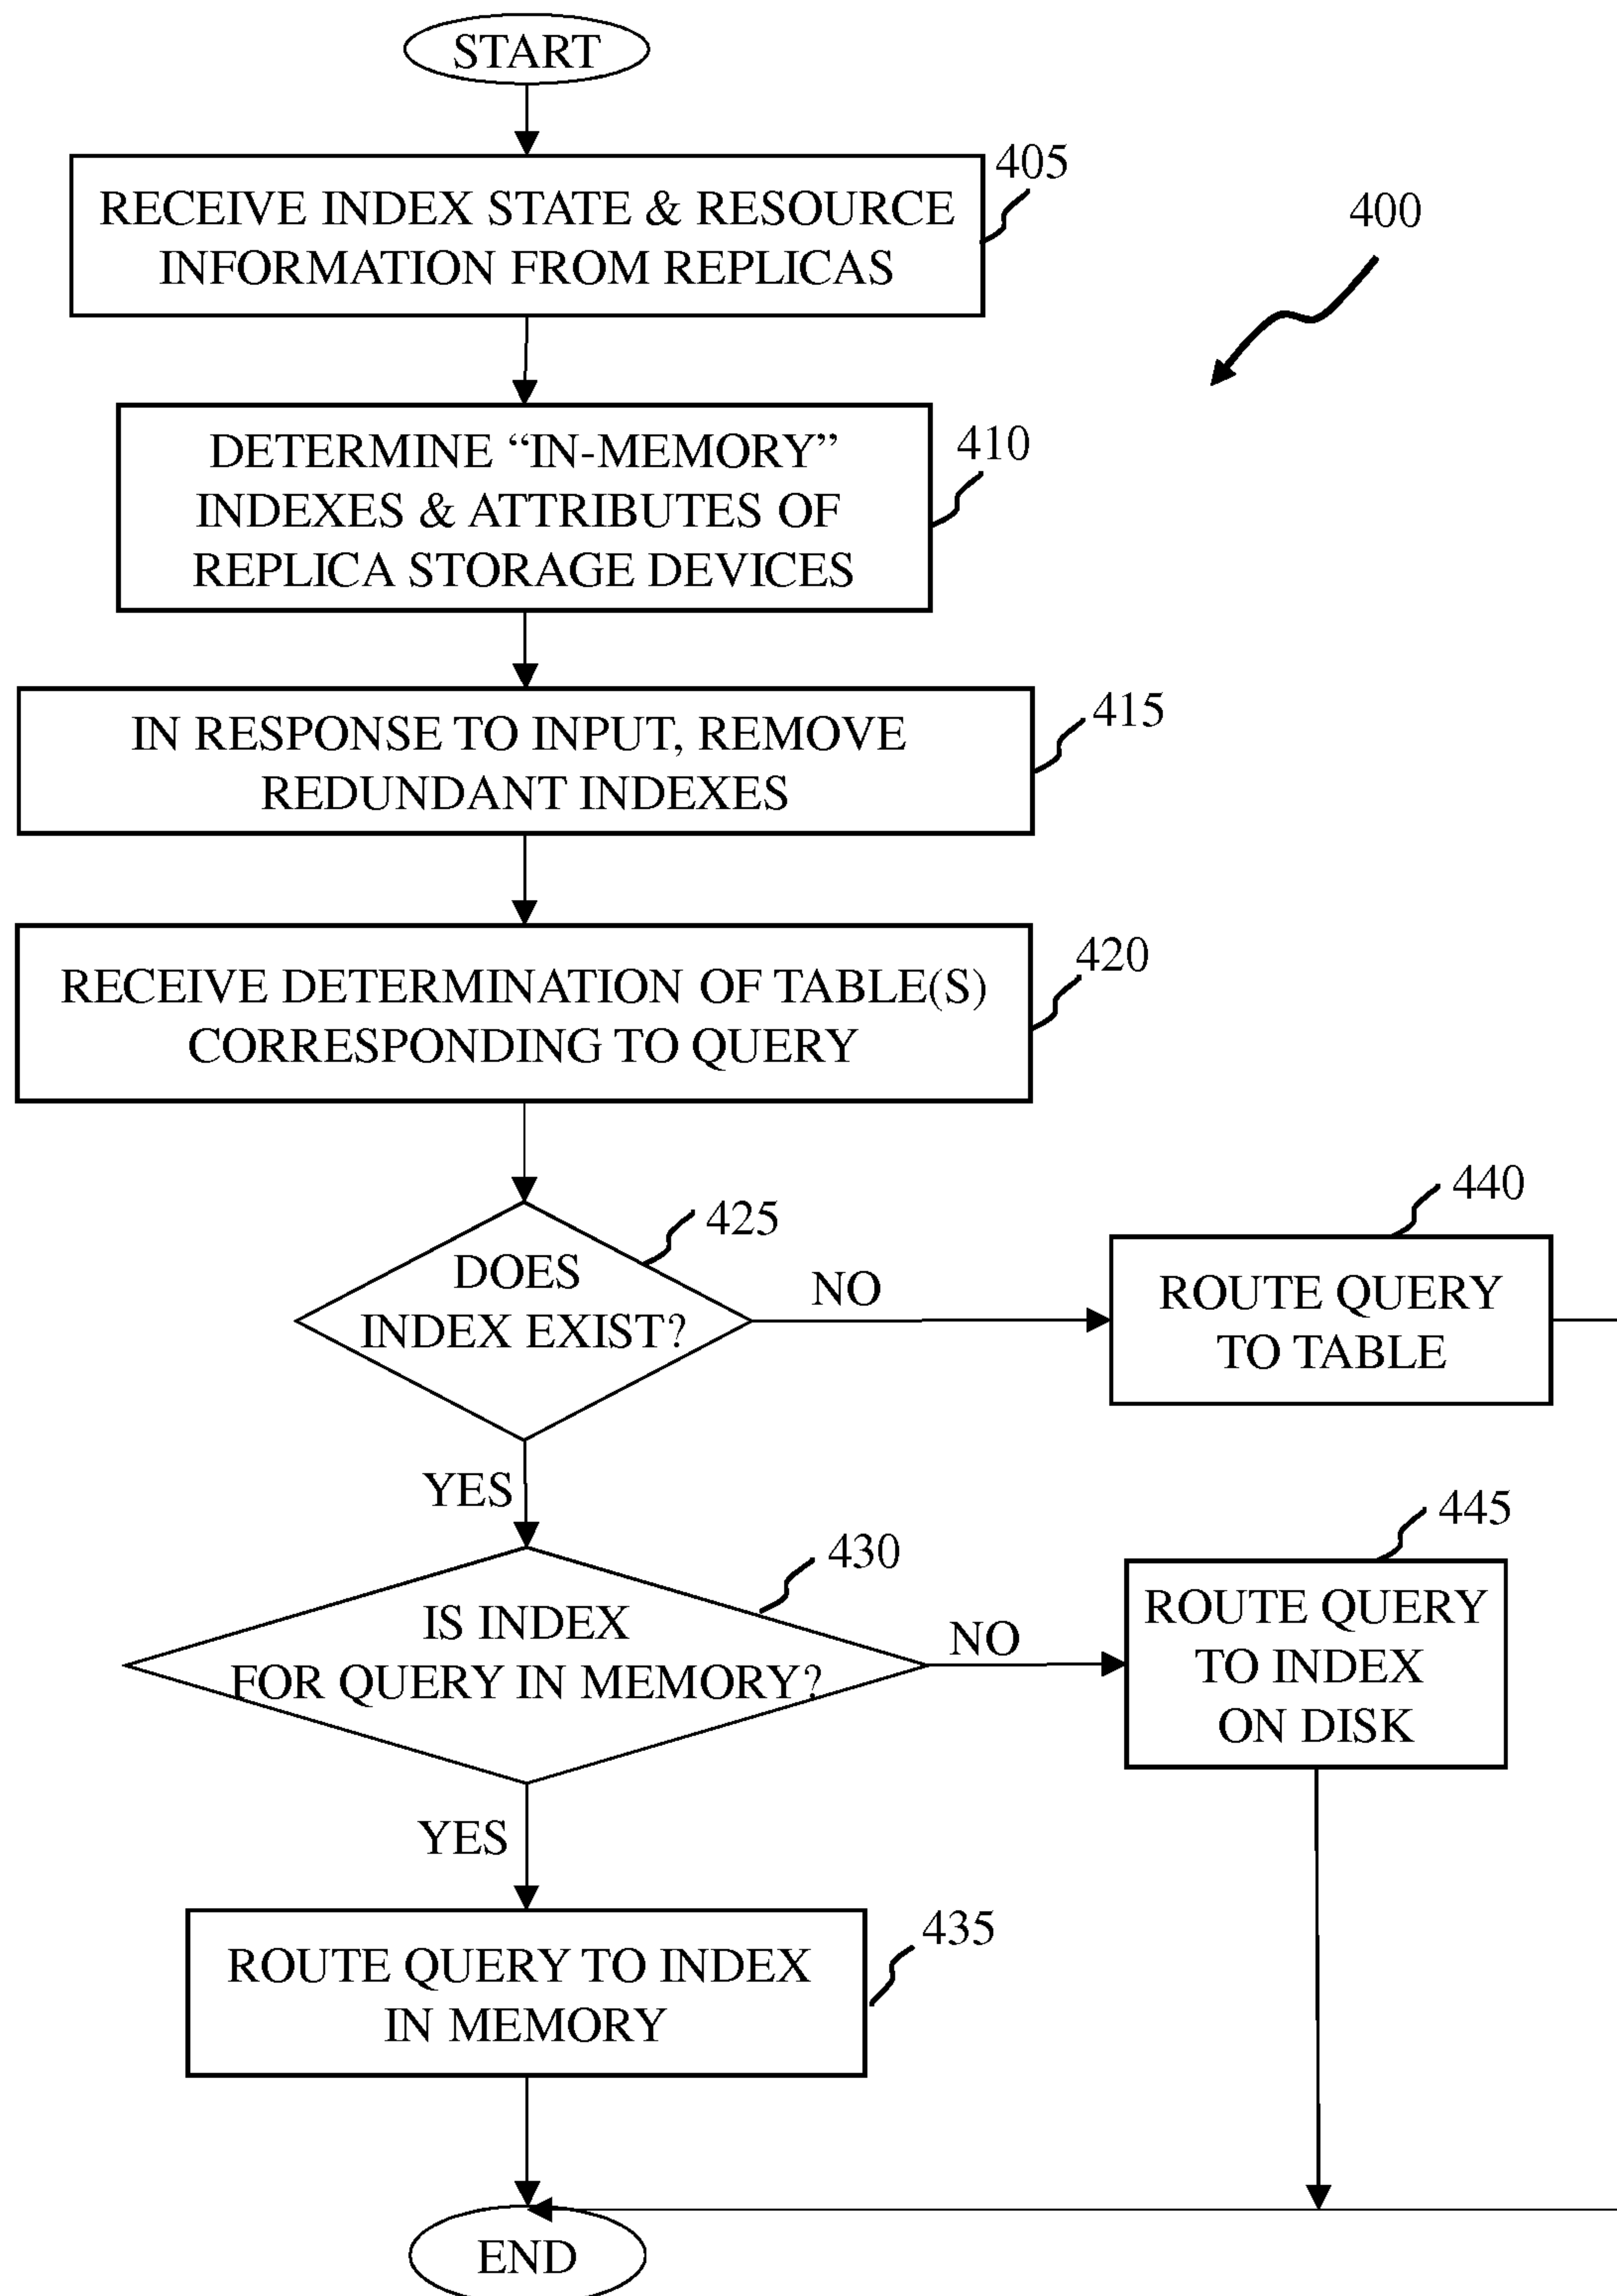 START
405
RECEIVE INDEX STATE & RESOURCE
INFORMATION FROM REPLICAS
400
410
DETERMINE “IN-MEMORY”
INDEXES & ATTRIBUTES OF
REPLICA STORAGE DEVICES
415
IN RESPONSE TO INPUT, REMOVE
REDUNDANT INDEXES
420
RECEIVE DETERMINATION OF TABLE(S)
CORRESPONDING TO QUERY
425
DOES
INDEX EXIST?
NO
440
ROUTE QUERY
TO TABLE
YES
430
IS INDEX
FOR QUERY IN MEMORY?
NO
445
ROUTE QUERY
TO INDEX
ON DISK
YES
435
ROUTE QUERY TO INDEX
IN MEMORY
END